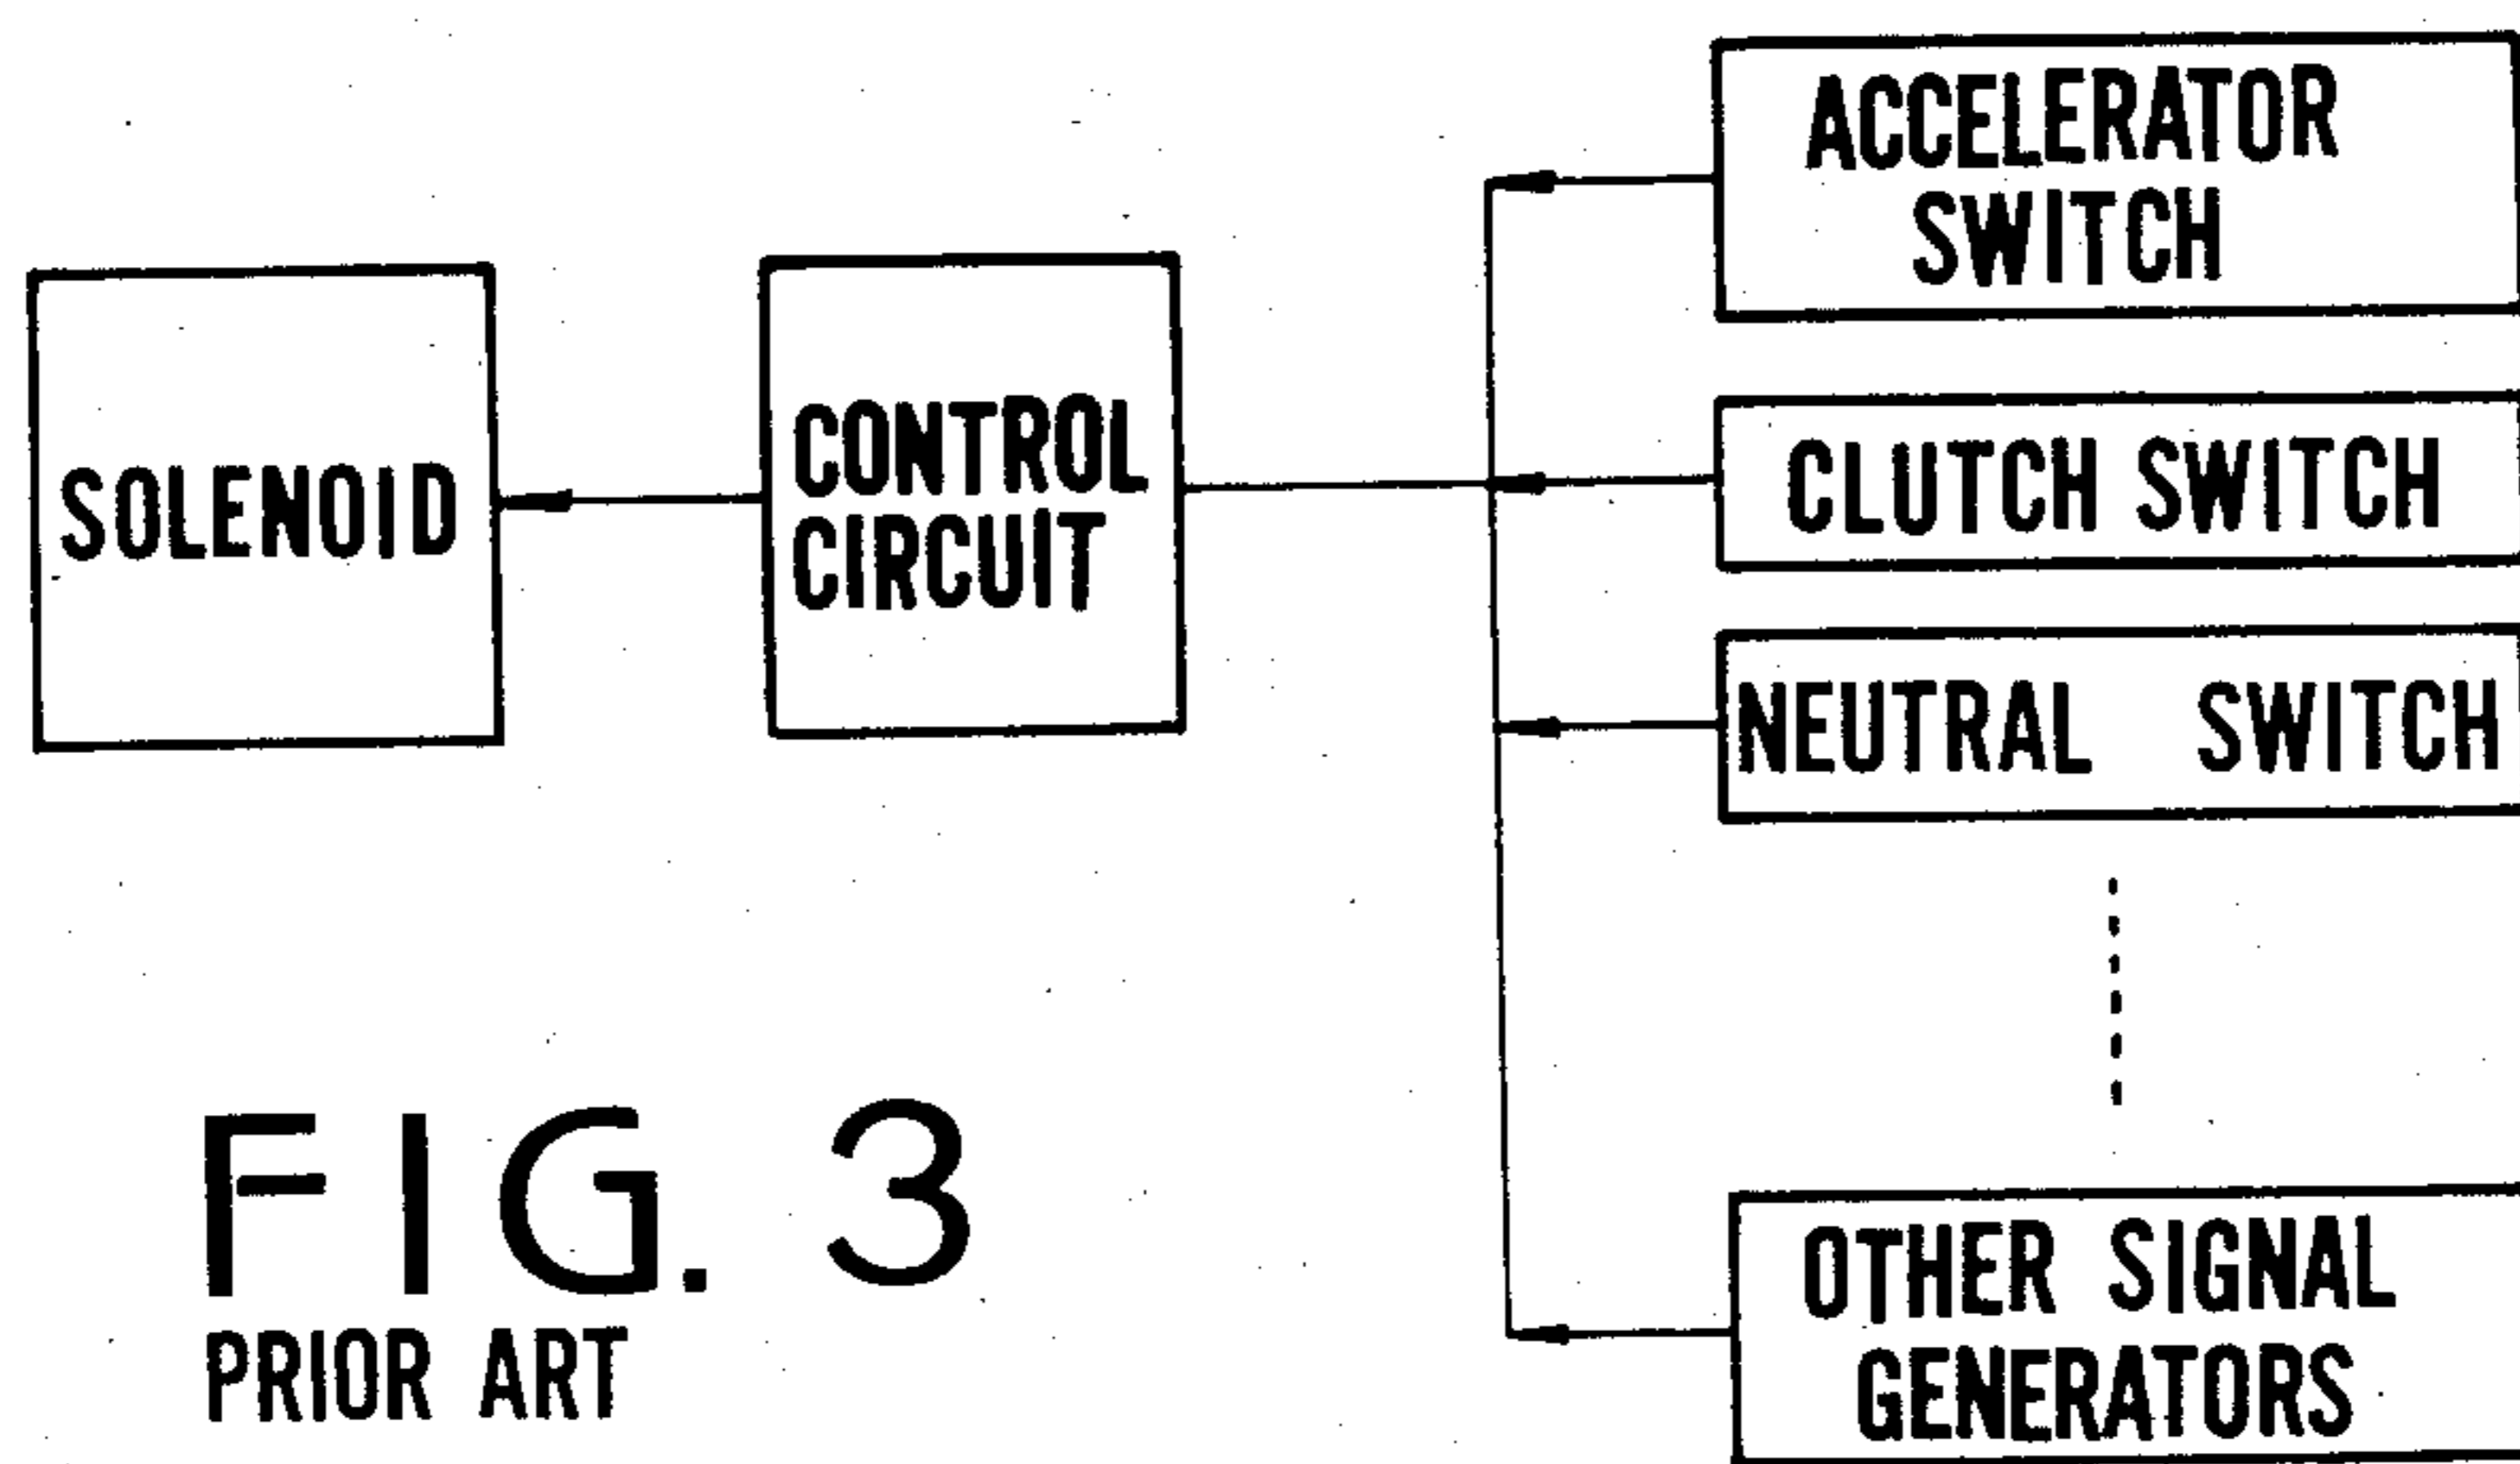 ACCELERATOR
SWITCH
SOLENOID
CONTROL
CIRCUIT
CLUTCH SWITCH
NEUTRAL SWITCH
OTHER SIGNAL
GENERATORS
FIG. 3
PRIOR ART